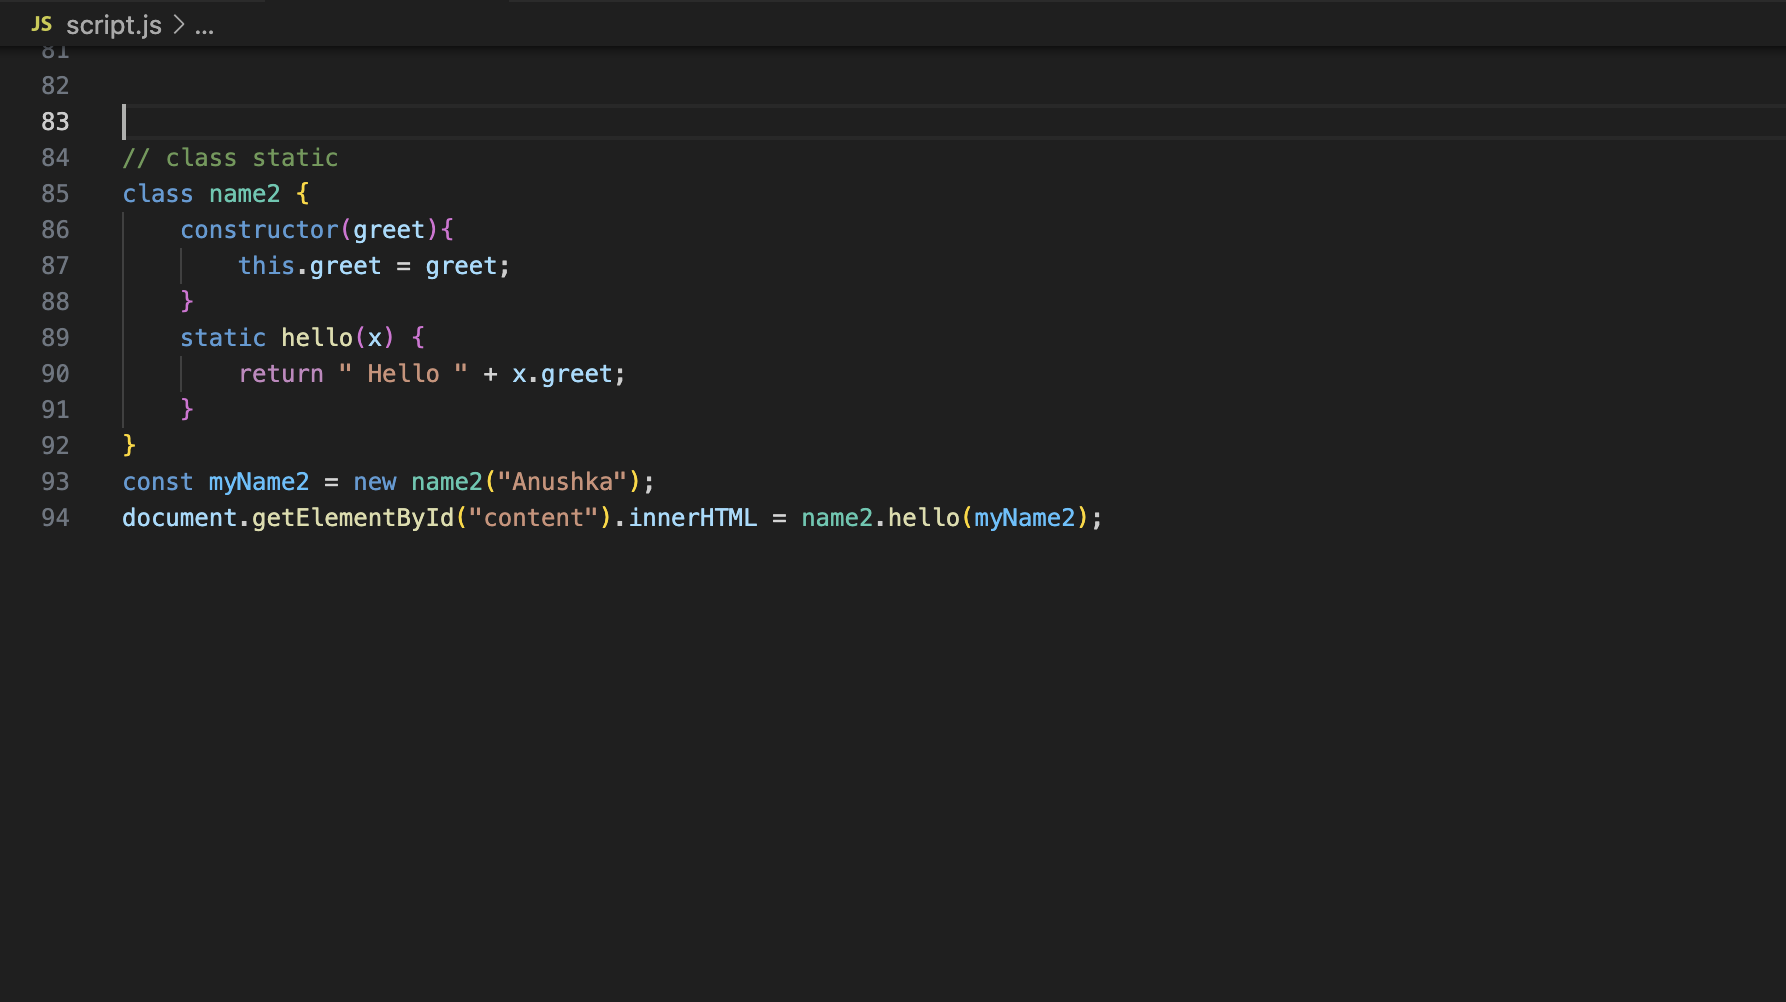 JS script.js > ...
81
82
83
84 // class static
85 class name2 {
86     constructor(greet){
87         this.greet = greet;
88     }
89     static hello(x) {
90         return " Hello " + x.greet;
91     }
92 }
93 const myName2 = new name2("Anushka");
94 document.getElementById("content").innerHTML = name2.hello(myName2);